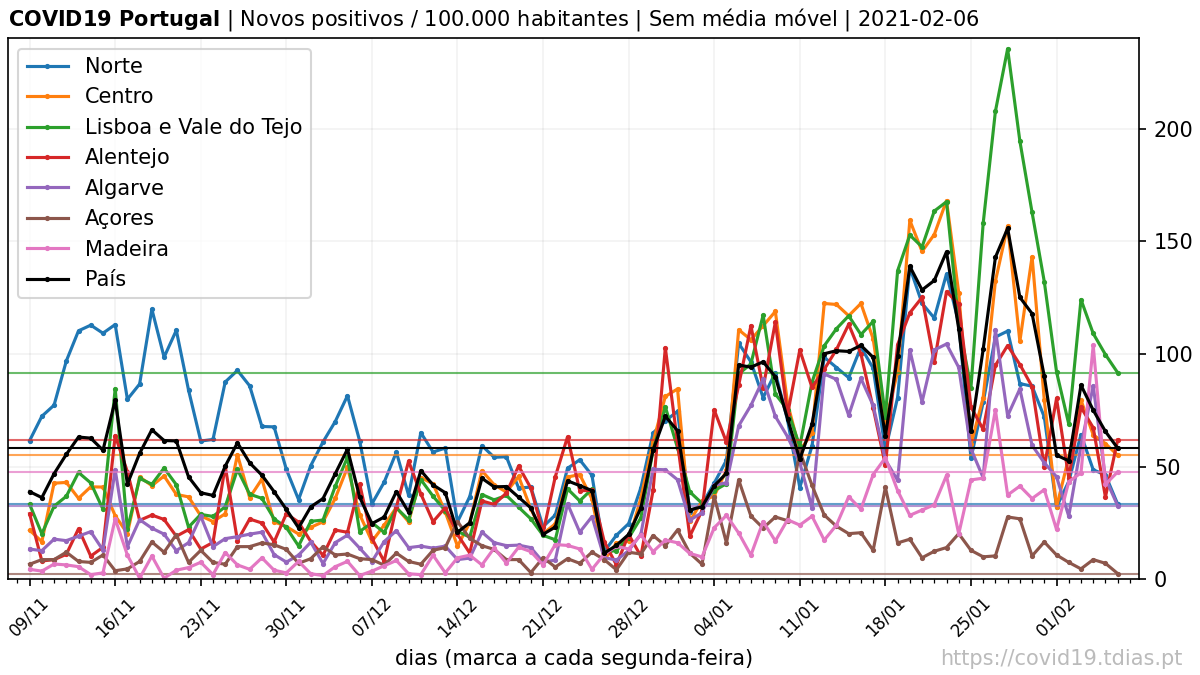 COVID19 Portugal | Novos positivos / 100.000 habitantes | Sem média móvel | 2021-02-06
Norte
Centro
Lisboa e Vale do Tejo
Alentejo
Algarve
Açores
Madeira
País
200
150
100
50
0
09/11
16/11
23/11
30/11
07/12
14/12
21/12
28/12
04/01
11/01
18/01
25/01
01/02
dias (marca a cada segunda-feira)
https://covid19.tdias.pt